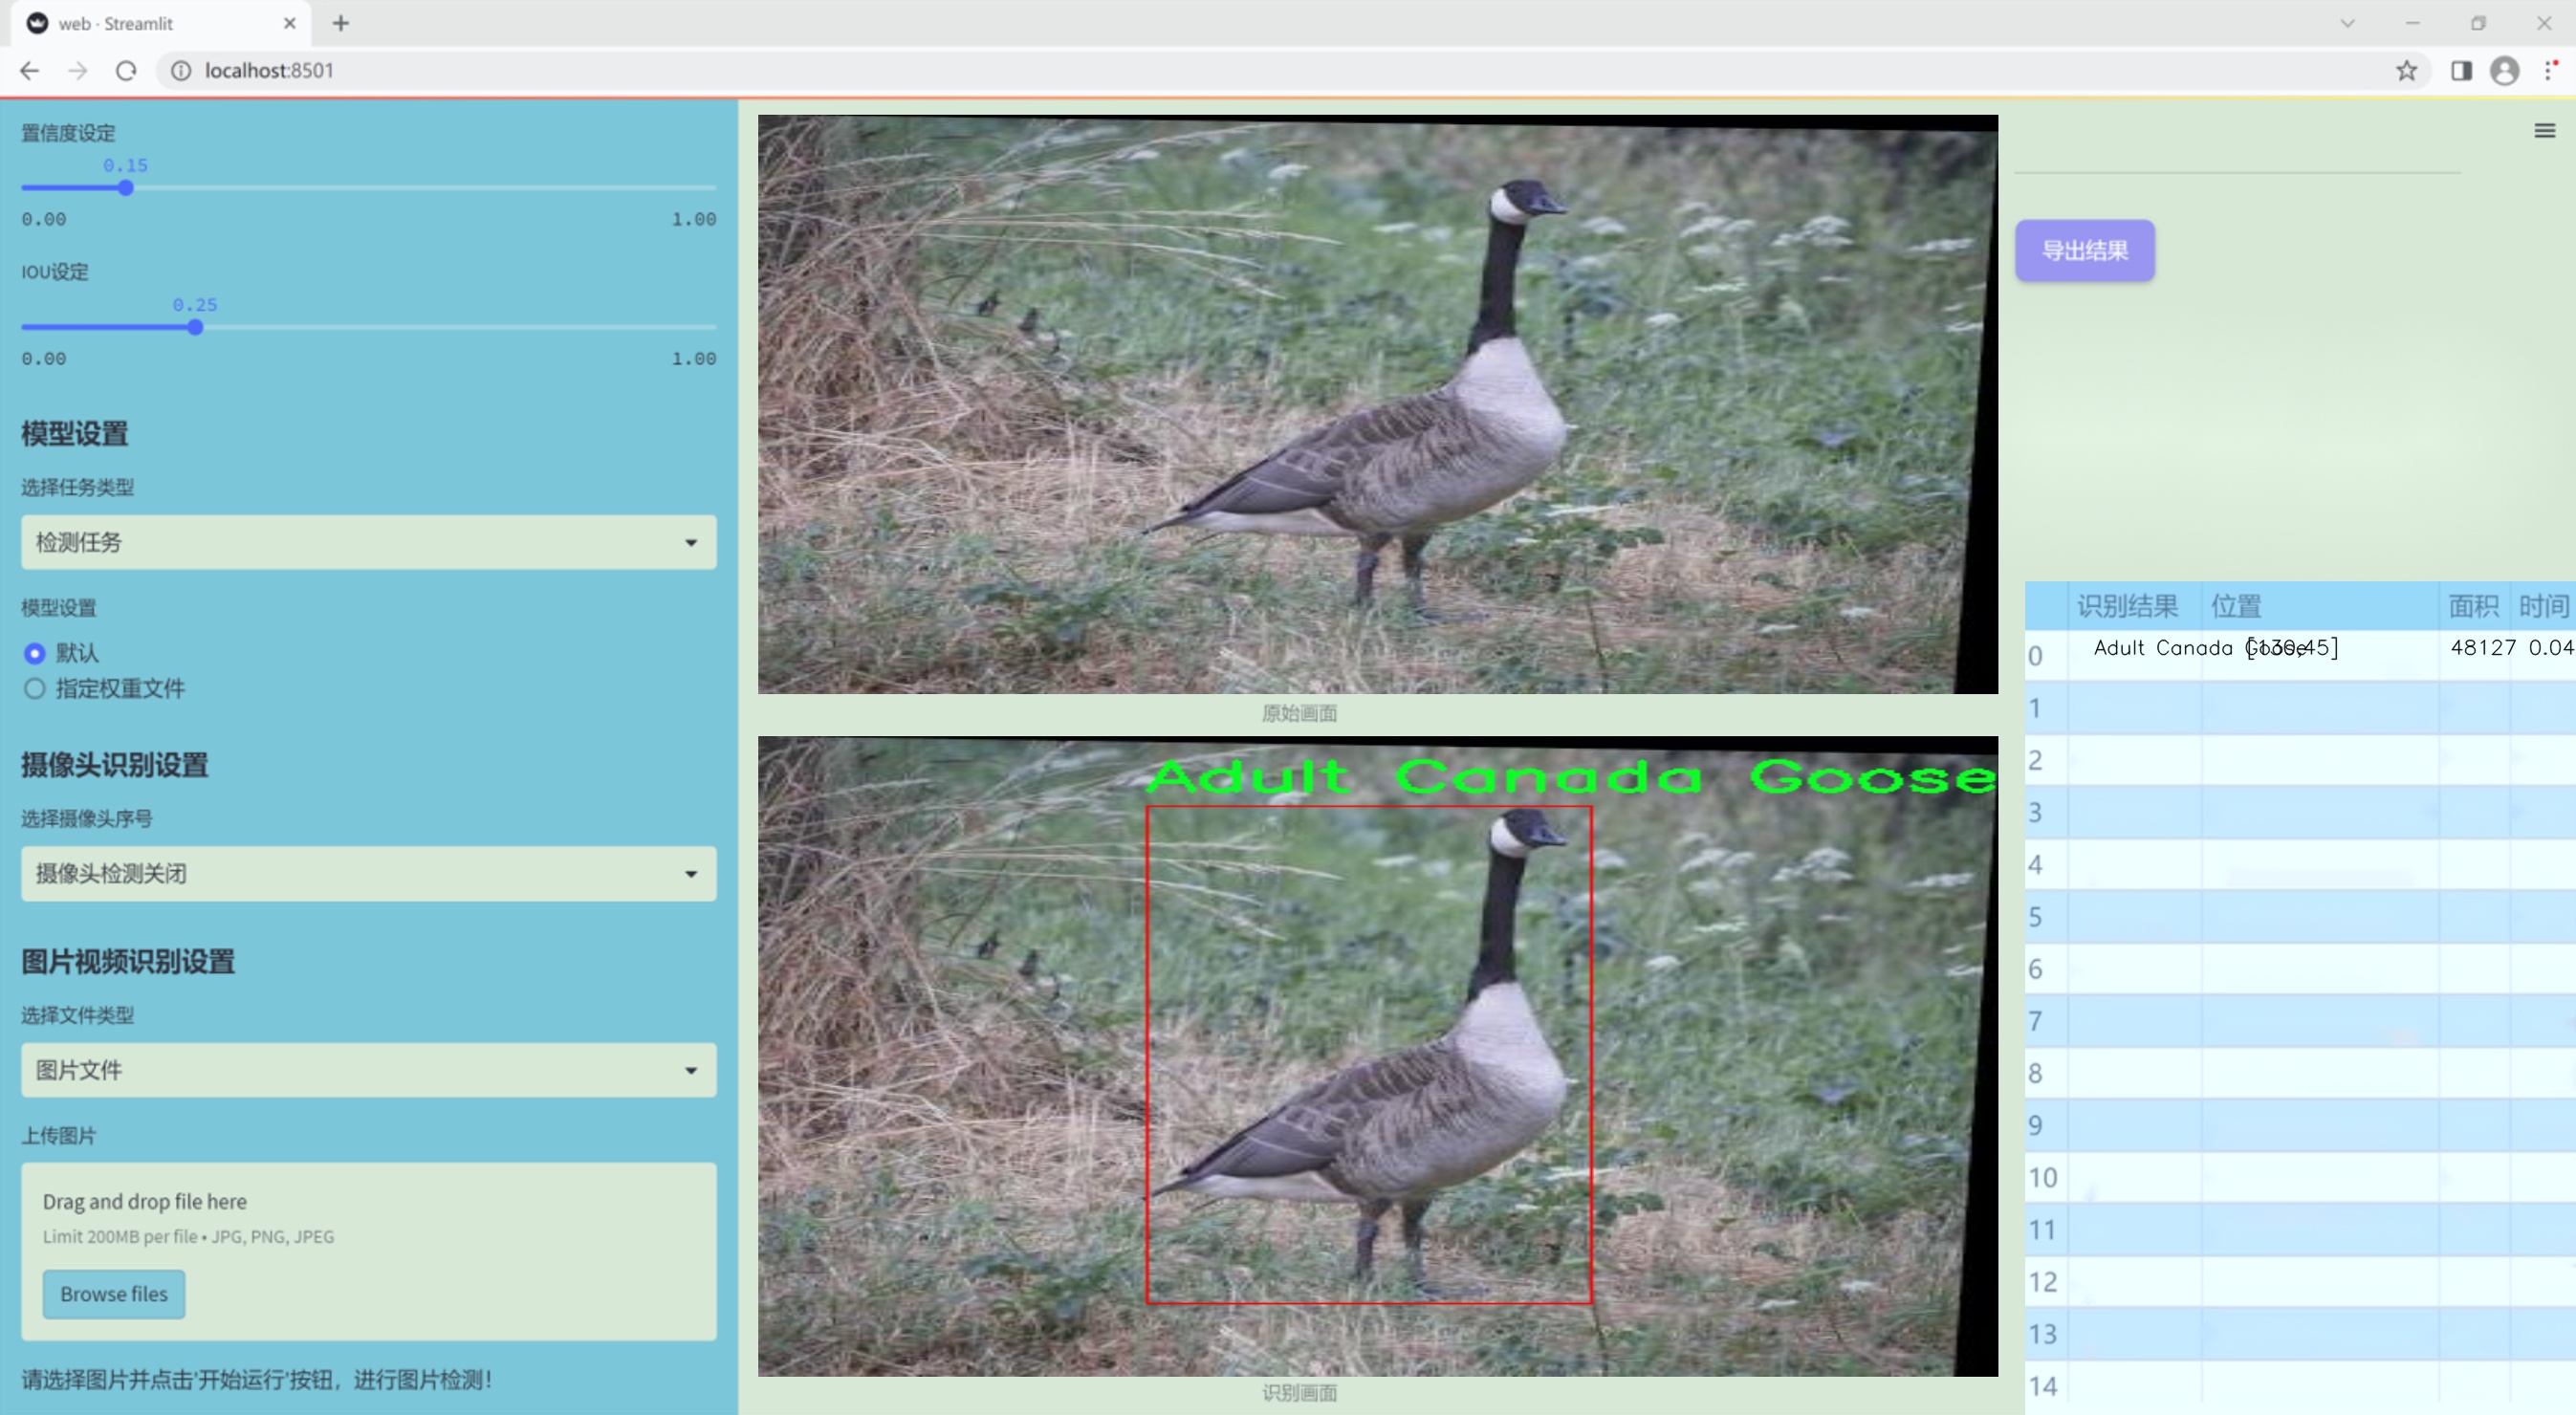 web · Streamlit
localhost:8501
置信度设定
0.15
0.00 1.00
IOU设定
0.25
0.00 1.00
模型设置
选择任务类型
检测任务
模型设置
默认
指定权重文件
摄像头识别设置
选择摄像头序号
摄像头检测关闭
图片视频识别设置
选择文件类型
图片文件
上传图片
Drag and drop file here
Limit 200MB per file • JPG, PNG, JPEG
Browse files
请选择图片并点击'开始运行'按钮，进行图片检测！
原始画面
Adult Canada Goose
识别画面
导出结果
识别结果 位置 面积 时间
0 Adult Canada Goose [130,45] 48127 0.04
1
2
3
4
5
6
7
8
9
10
11
12
13
14